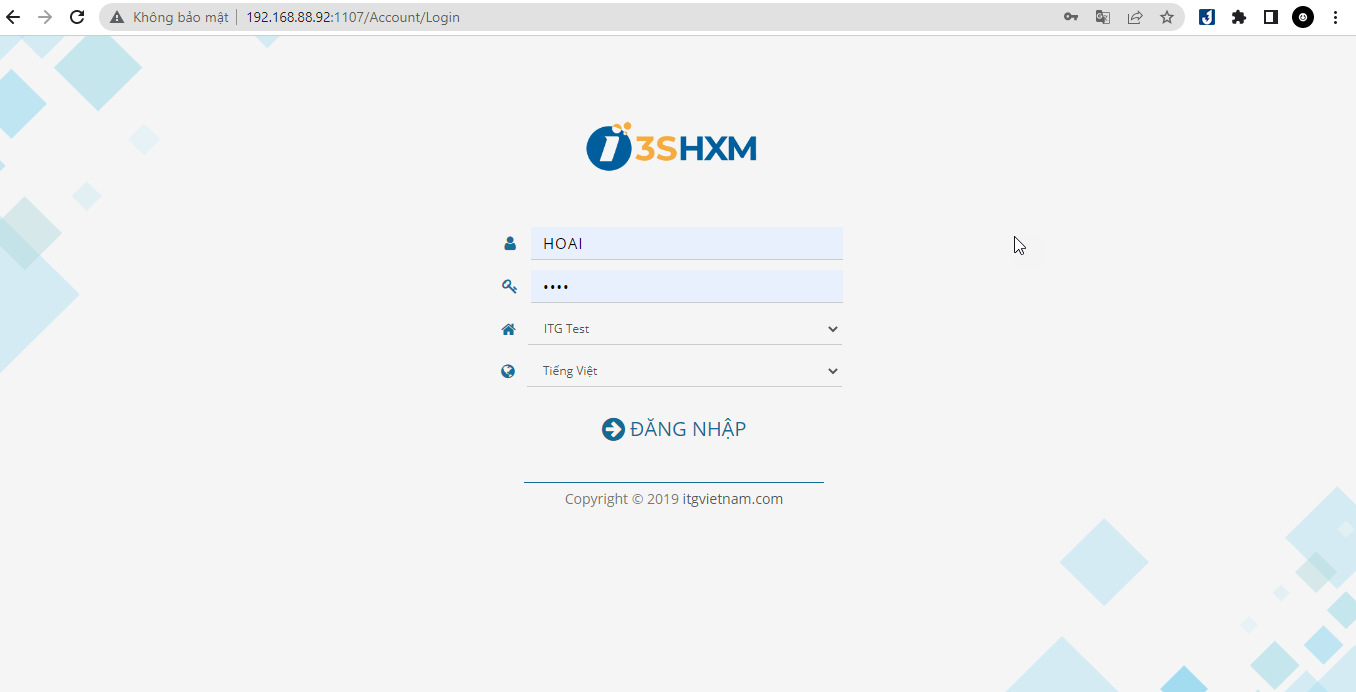 Không bảo mật 192.168.88.92:1107/Account/Login
i3SHXM
HOAI
••••
ITG Test
Tiếng Việt
ĐĂNG NHẬP
Copyright © 2019 itgvietnam.com